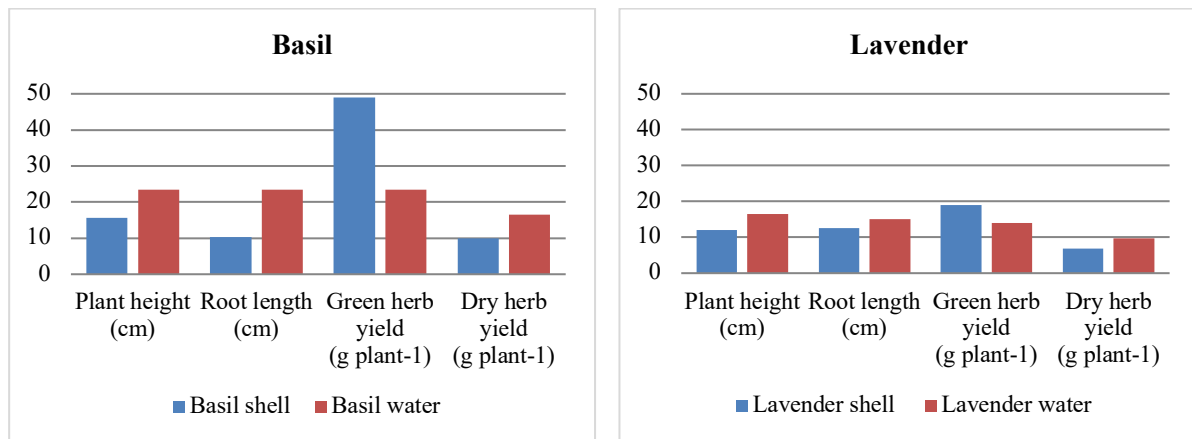 Basil
50
40
30
20
10
0
Plant height Root length Green herb Dry herb
(cm) (cm) yield yield
(g plant-1) (g plant-1)
Basil shell Basil water
Lavender
50
40
30
20
10
0
Plant height Root length Green herb Dry herb
(cm) (cm) yield yield
(g plant-1) (g plant-1)
Lavender shell Lavender water